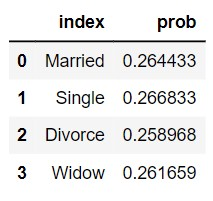 index prob
0 Married 0.264433
1 Single 0.266833
2 Divorce 0.258968
3 Widow 0.261659